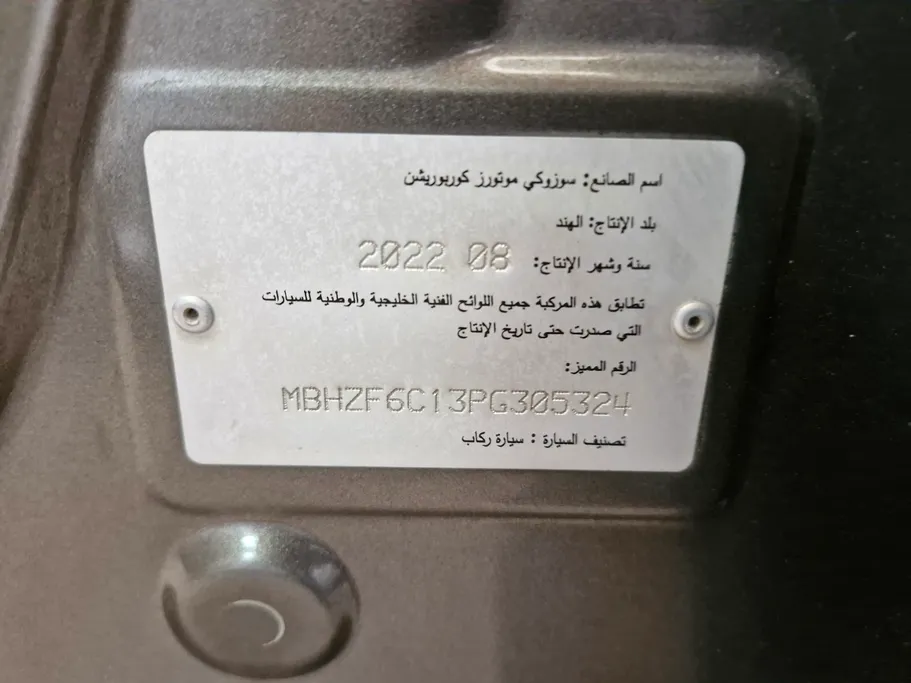 اسم الصانع: سوزوكي موتورز كوربوريشن
بلد الإنتاج: الهند
سنة وشهر الإنتاج: 2022 08
تطابق هذه المركبة جميع اللوائح الفنية الخليجية والوطنية للسيارات
التي صدرت حتى تاريخ الإنتاج
الرقم المميز:
MBHZF6C13PG305324
تصنيف السيارة : سيارة ركاب